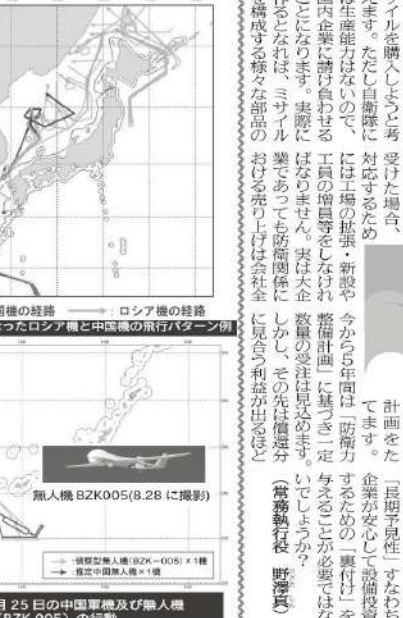 イルを購入しようと考
えます。ただし自衛隊に
は生産能力はないので、
国内企業に請け負わせる
ことになります。実際に
作るとなれば、ミサイル
を構成する様々な部品の
受けた場合、
対応するため
には工場の拡張・新設や
工員の増員等をしなけれ
ばなりません。実は大企
業であっても防衛関係に
おける売り上げは会社全
計画をた
てます。
今から５年間は「防衛力
整備計画」に基づき一定
数量の受注は見込めます。
しかし、その先は償還分
に見合う利益が出るほど
「長期予見性」すなわち
企業が安心して設備投資
するための「裏付け」を
与えることが必要ではな
いでしょうか？
（常務執行役 野澤真）
国機の経路 : ロシア機の経路
なったロシア機と中国機の飛行パターン例
無人機 BZK005(8.28 に撮影)
:偵察型無人機(BZK-005)×1機
:推定中国無人機×1機
月 25 日の中国軍機及び無人機
(BZK-005) の行動